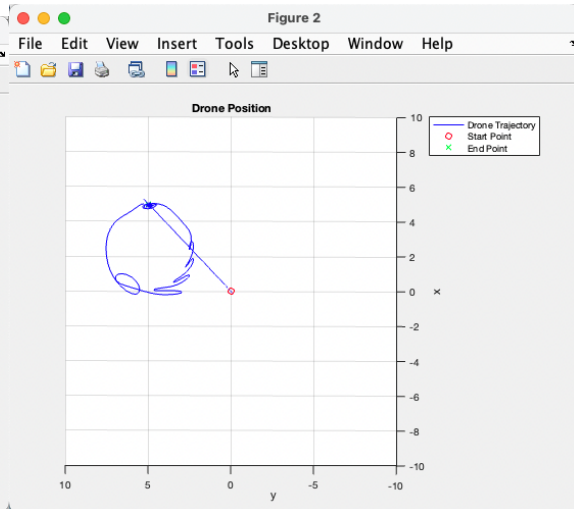 Figure 2
File Edit View Insert Tools Desktop Window Help
Drone Position
Drone Trajectory
Start Point
End Point
10
8
6
4
2
0
-2
-4
-6
-8
-10
x
10 5 0 -5 -10
y